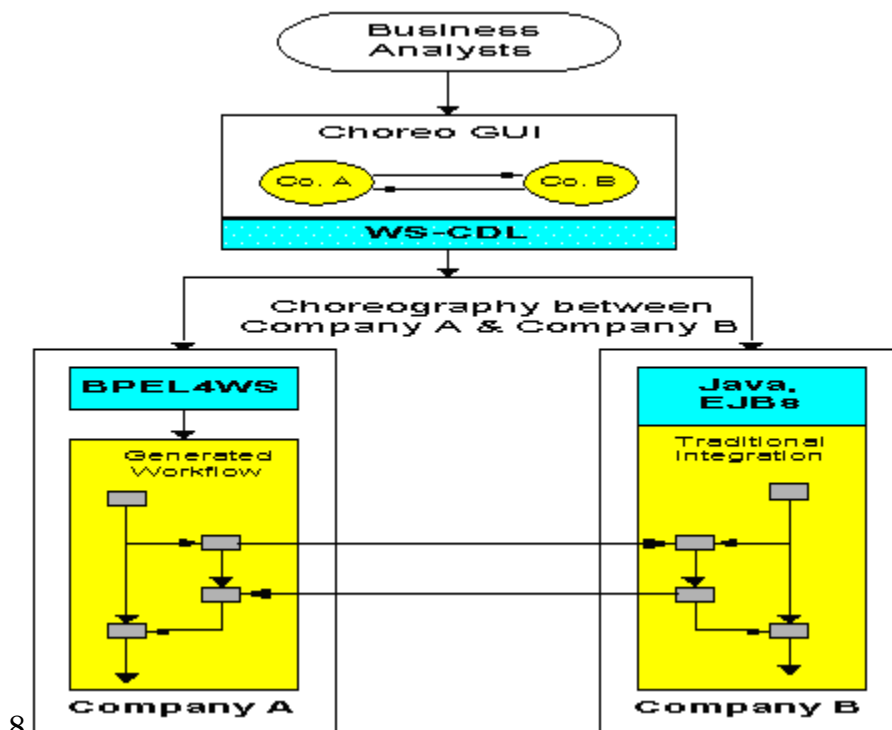 Business
Analysts
Choreo GUI
Co. A
Co. B
WS-CDL
Choreography between
Company A & Company B
BPEL4WS
Generated
Workflow
Java,
EJBs
Traditional
Integration
Company A
Company B
8